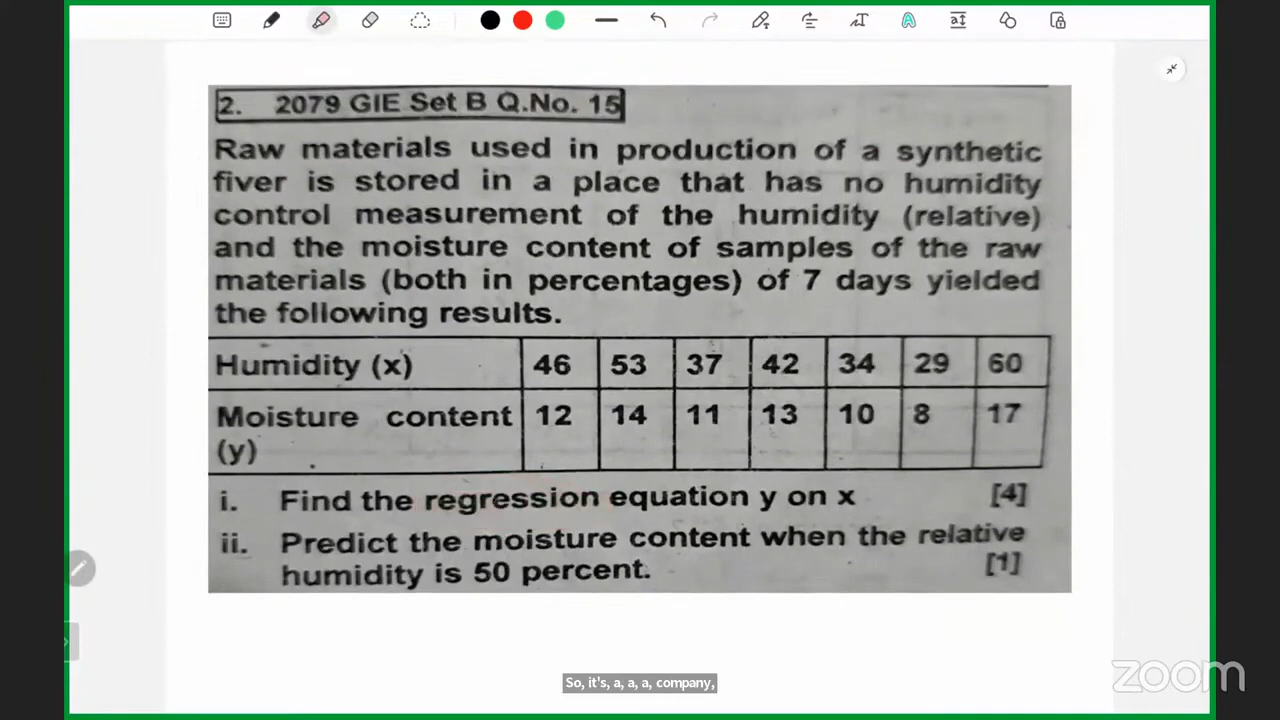 2. 2079 GIE Set B Q.No. 15
Raw materials used in production of a synthetic
fiver is stored in a place that has no humidity
control measurement of the humidity (relative)
and the moisture content of samples of the raw
materials (both in percentages) of 7 days yielded
the following results.
Humidity (x) 46 53 37 42 34 29 60
Moisture content 12 14 11 13 10 8 17
(y)
i. Find the regression equation y on x [4]
ii. Predict the moisture content when the relative
humidity is 50 percent. [1]
So, it's, a, a, a, company,
zoom